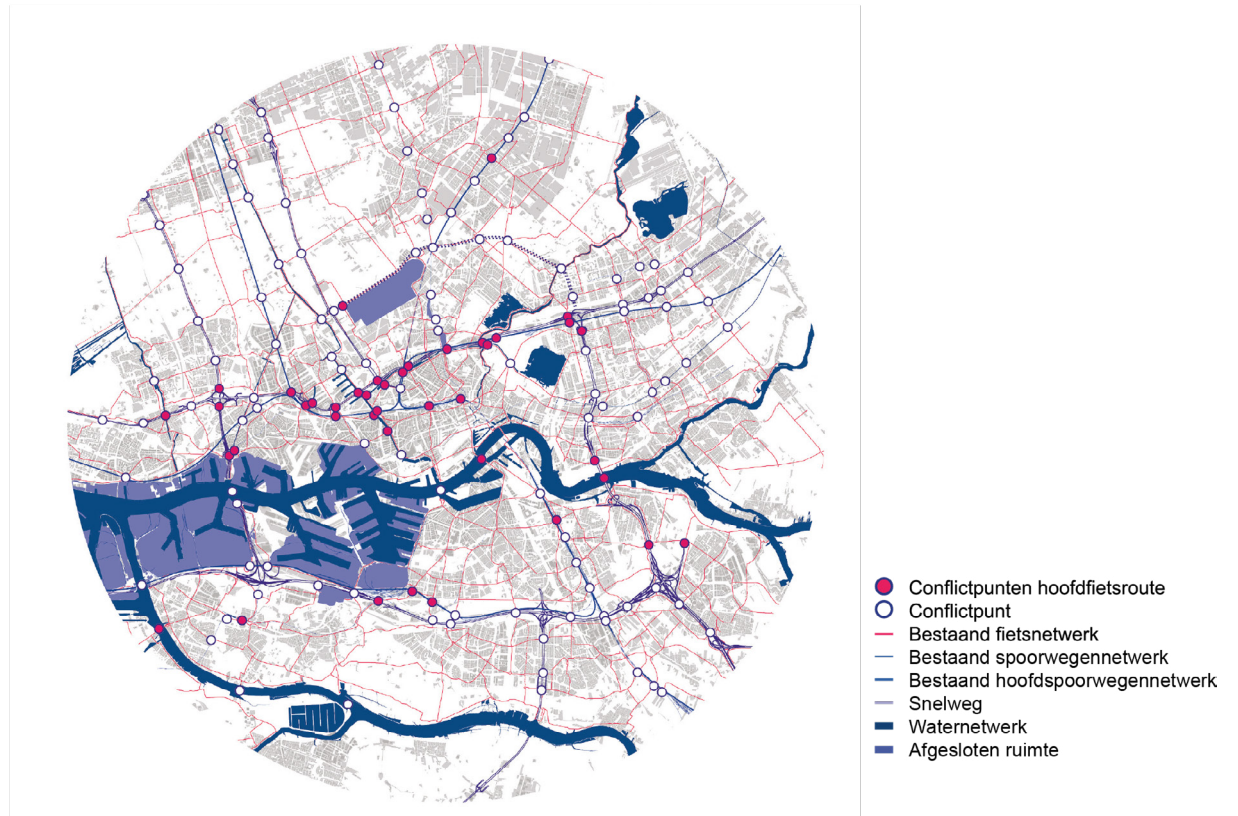 Conflictpunten hoofdfietsroute
Conflictpunt
Bestaand fietsnetwerk
Bestaand spoorwegennetwerk
Bestaand hoofdspoorwegennetwerk
Snelweg
Waternetwerk
Afgesloten ruimte